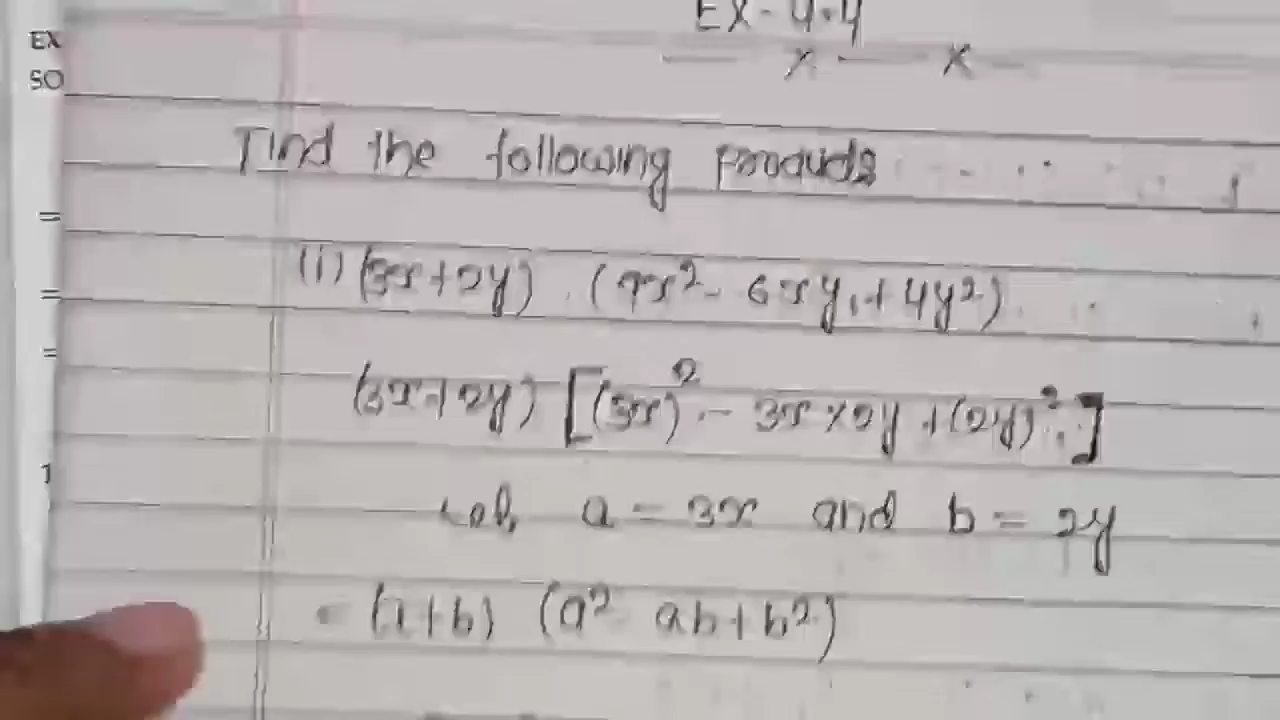 EX - 4.4
EX
SO
Find the following products
(i) (3x+2y) (9x² - 6xy + 4y²)
(3x+2y) [(3x)² - 3x × 2y + (2y)²]
a = 3x and b = 2y
= (a+b) (a² - ab + b²)